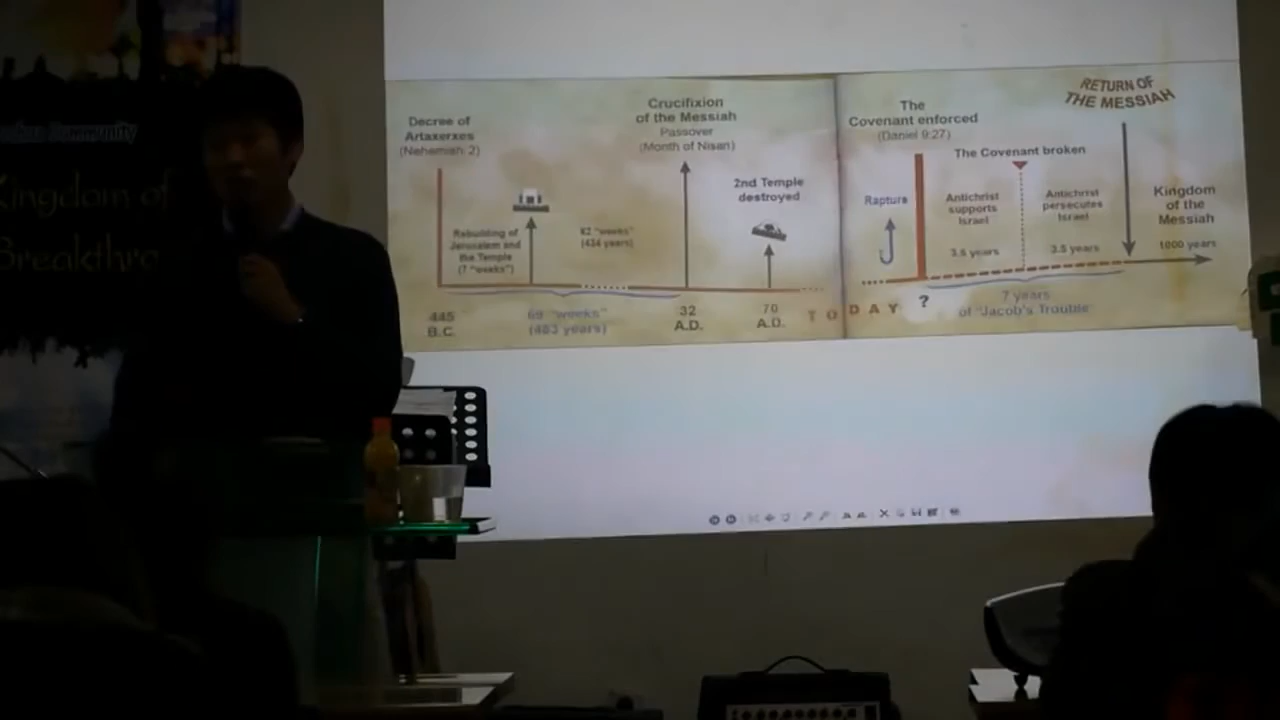 Community
Kingdom of
Breakthro
Decree of
Artaxerxes
(Nehemiah 2)
Rebuilding of
Jerusalem and
the Temple
(7 "weeks")
62 "weeks"
(434 years)
Crucifixion
of the Messiah
Passover
(Month of Nisan)
2nd Temple
destroyed
445
B.C.
69 "weeks"
(483 years)
32
A.D.
70
A.D.
TODAY
The
Covenant enforced
(Daniel 9:27)
Rapture
The Covenant broken
Antichrist
supports
Israel
3.5 years
Antichrist
persecutes
Israel
3.5 years
?
7 years
of "Jacob's Trouble"
RETURN OF
THE MESSIAH
Kingdom
of the
Messiah
1000 years